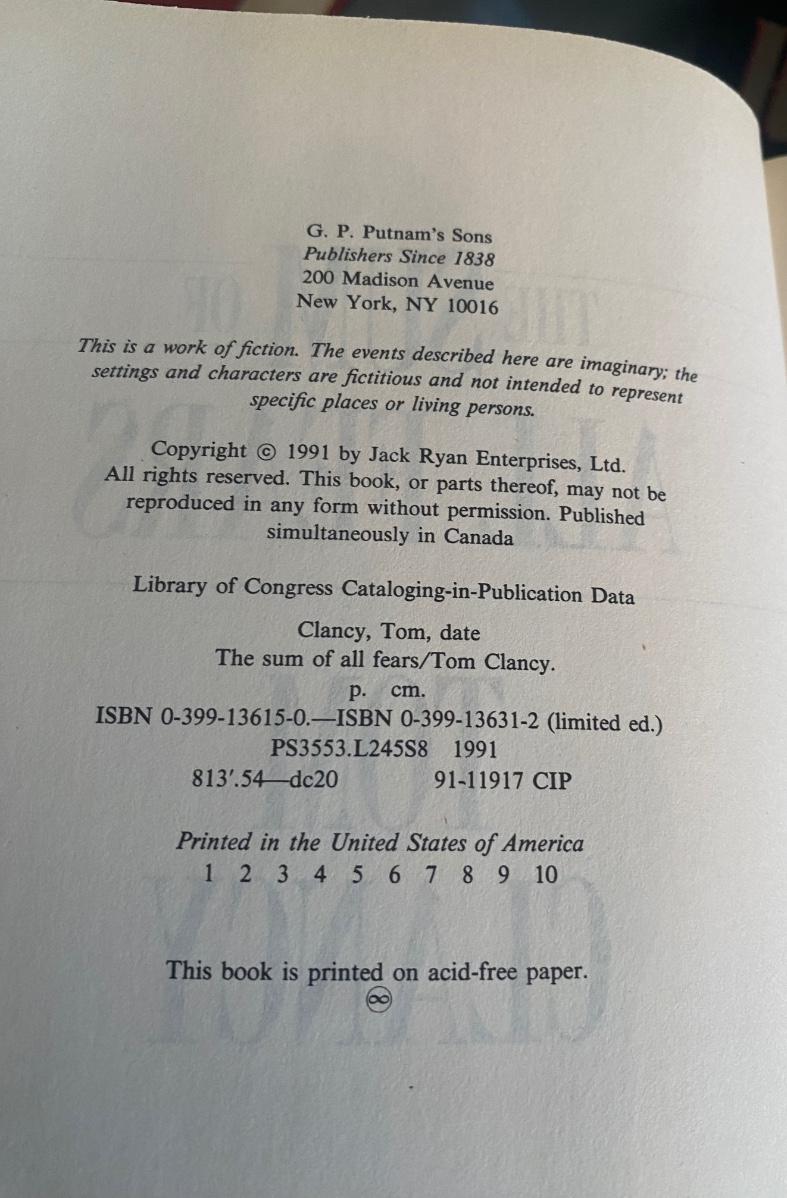 G. P. Putnam's Sons
Publishers Since 1838
200 Madison Avenue
New York, NY 10016
This is a work of fiction. The events described here are imaginary; the
settings and characters are fictitious and not intended to represent
specific places or living persons.
Copyright © 1991 by Jack Ryan Enterprises, Ltd.
All rights reserved. This book, or parts thereof, may not be
reproduced in any form without permission. Published
simultaneously in Canada
Library of Congress Cataloging-in-Publication Data
Clancy, Tom, date
The sum of all fears/Tom Clancy.
p. cm.
ISBN 0-399-13615-0.—ISBN 0-399-13631-2 (limited ed.)
PS3553.L245S8 1991
813′.54—dc20 91-11917 CIP
Printed in the United States of America
1 2 3 4 5 6 7 8 9 10
This book is printed on acid-free paper.
♾